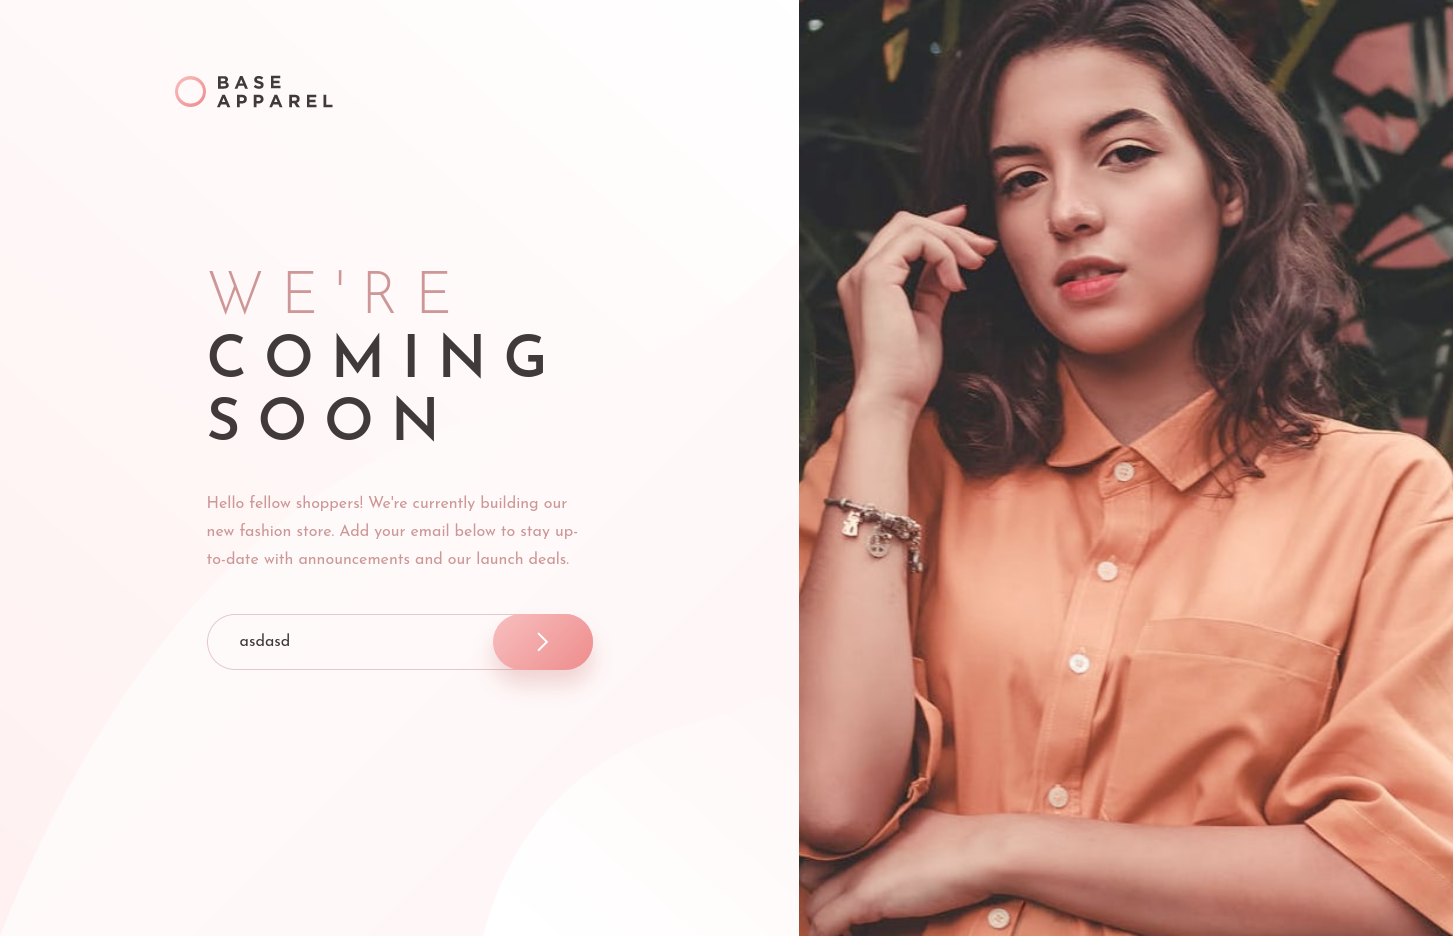 BASE
APPAREL
WE'RE
COMING
SOON
Hello fellow shoppers! We're currently building our
new fashion store. Add your email below to stay up-
to-date with announcements and our launch deals.
asdasd